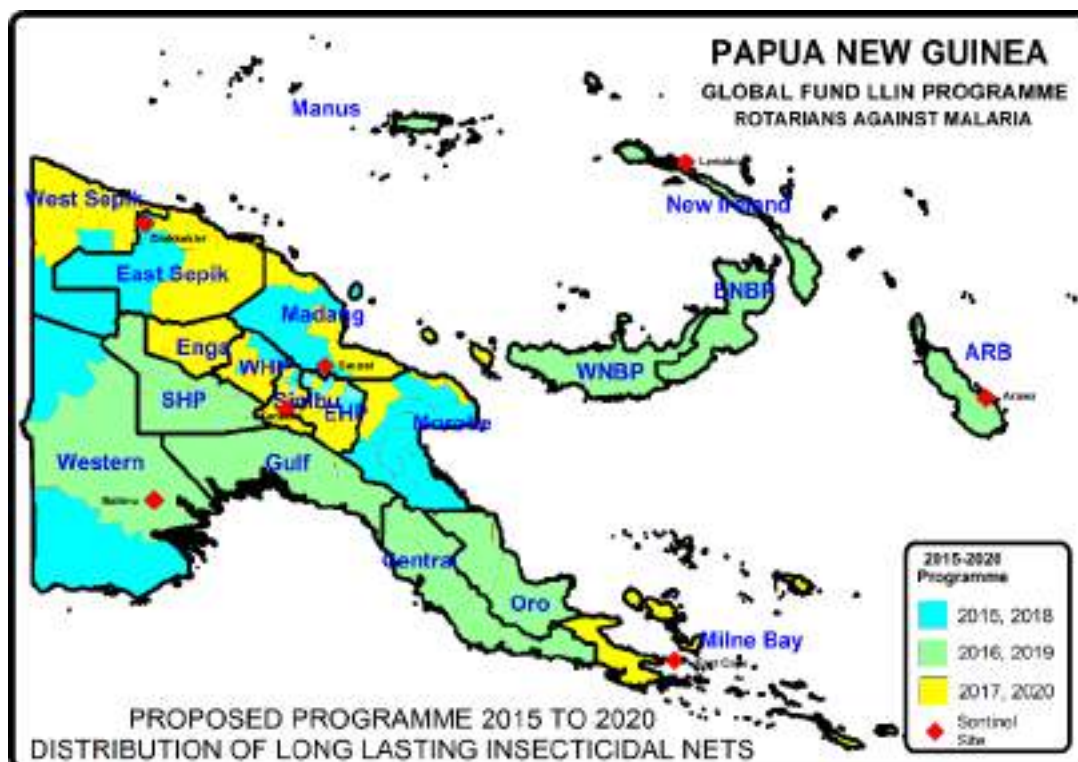 PAPUA NEW GUINEA
GLOBAL FUND LLIN PROGRAMME
ROTARIANS AGAINST MALARIA
Manus
West Sepik
New Ireland
East Sepik
ENBP
Madang
Enga
WHP
WNBP
ARB
SHP
Simbu
EHP
Morobe
Arawa
Western
Gulf
Balimo
Central
Oro
Milne Bay
2015-2020
Programme
2015, 2018
2016, 2019
2017, 2020
Sentinel
Site
PROPOSED PROGRAMME 2015 TO 2020
DISTRIBUTION OF LONG LASTING INSECTICIDAL NETS